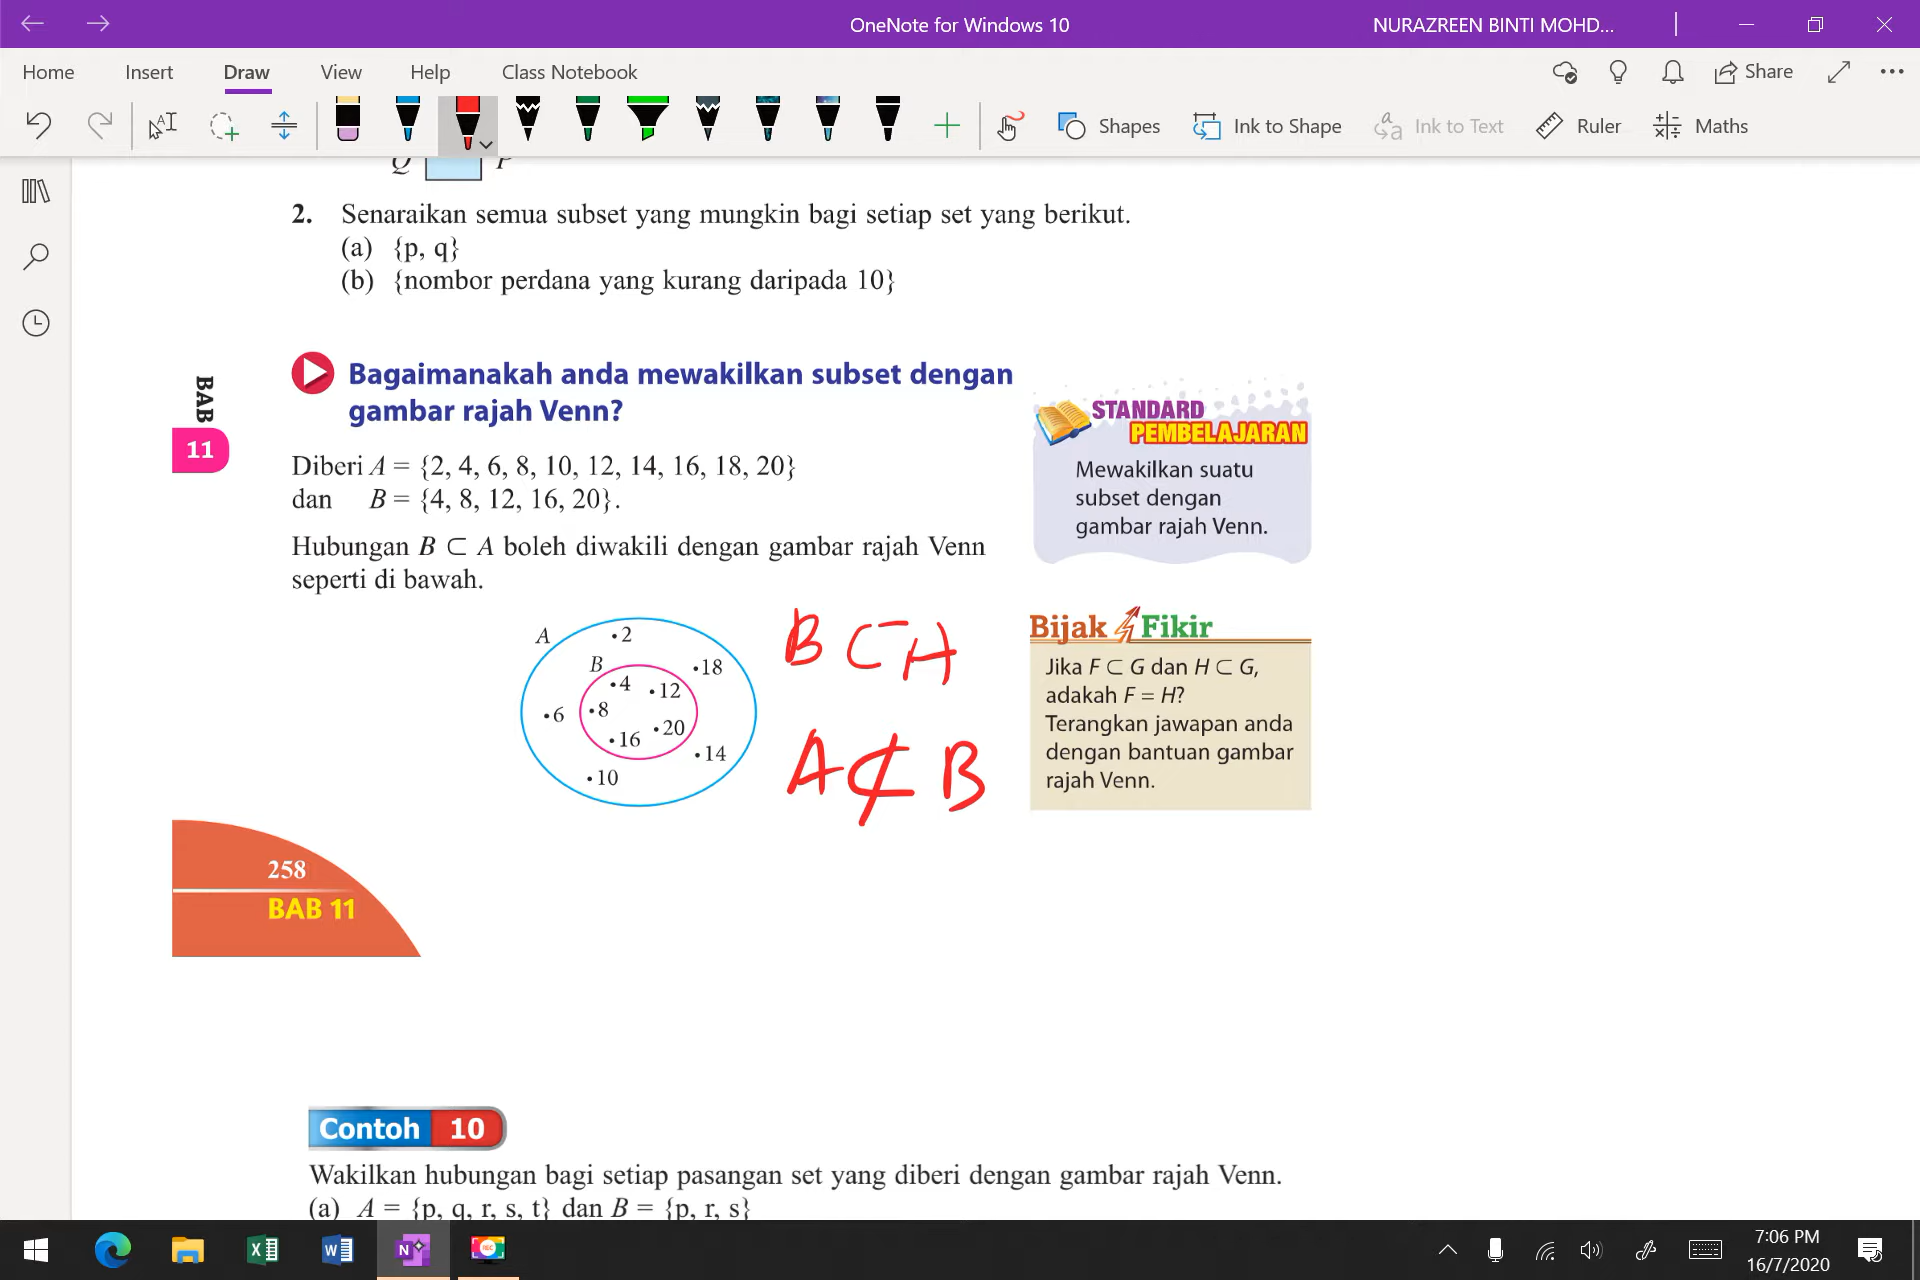 OneNote for Windows 10
NURAZREEN BINTI MOHD...
Home Insert Draw View Help Class Notebook
Share
Shapes Ink to Shape Ink to Text Ruler Maths
Q P
2. Senaraikan semua subset yang mungkin bagi setiap set yang berikut.
(a) {p, q}
(b) {nombor perdana yang kurang daripada 10}
BAB
11
Bagaimanakah anda mewakilkan subset dengan
gambar rajah Venn?
Diberi A = {2, 4, 6, 8, 10, 12, 14, 16, 18, 20}
dan B = {4, 8, 12, 16, 20}.
Hubungan B ⊂ A boleh diwakili dengan gambar rajah Venn
seperti di bawah.
STANDARD
PEMBELAJARAN
Mewakilkan suatu
subset dengan
gambar rajah Venn.
A
•2
B
•18
•4
•12
•6
•8
•20
•16
•14
•10
B ⊂ A
A ⊄ B
Bijak Fikir
Jika F ⊂ G dan H ⊂ G,
adakah F = H?
Terangkan jawapan anda
dengan bantuan gambar
rajah Venn.
258
BAB 11
Contoh 10
Wakilkan hubungan bagi setiap pasangan set yang diberi dengan gambar rajah Venn.
(a) A = {p, q, r, s, t} dan B = {p, r, s}
7:06 PM
16/7/2020